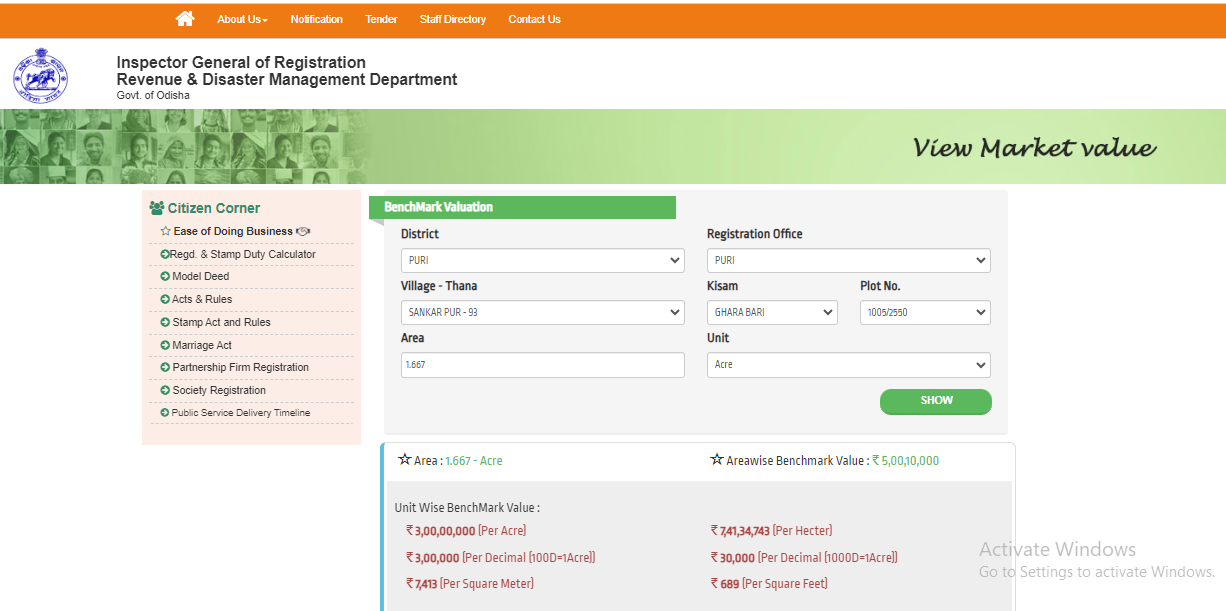 About Us Notification Tender Staff Directory Contact Us
Inspector General of Registration
Revenue & Disaster Management Department
Govt. of Odisha
View Market value
Citizen Corner
Ease of Doing Business
Regd. & Stamp Duty Calculator
Model Deed
Acts & Rules
Stamp Act and Rules
Marriage Act
Partnership Firm Registration
Society Registration
Public Service Delivery Timeline
BenchMark Valuation
District Registration Office
PURI PURI
Village - Thana Kisam Plot No.
SANKAR PUR - 93 GHARA BARI 1005/2550
Area Unit
1.667 Acre
SHOW
Area : 1.667 - Acre Areawise Benchmark Value : ₹ 5,00,10,000
Unit Wise BenchMark Value :
₹ 3,00,00,000 (Per Acre) ₹ 7,41,34,743 (Per Hecter)
₹ 3,00,000 (Per Decimal (100D=1Acre)) ₹ 30,000 (Per Decimal (1000D=1Acre))
₹ 7,413 (Per Square Meter) ₹ 689 (Per Square Feet)
Activate Windows
Go to Settings to activate Windows.